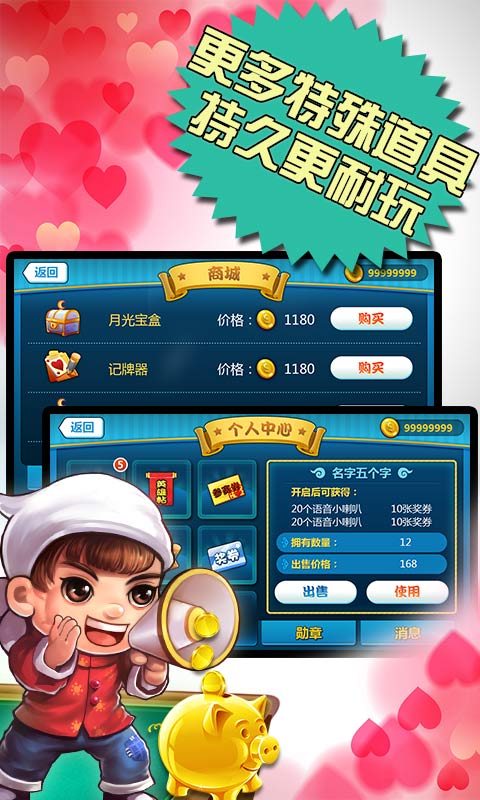 更多特殊道具
持久更耐玩
返回
商城
99999999
月光宝盒 价格： 1180 购买
记牌器 价格： 1180 购买
返回
个人中心
99999999
5
英雄帖
参赛券
奖券
名字五个字
开启后可获得：
20个语音小喇叭 10张奖券
20个语音小喇叭 10张奖券
拥有数量： 12
出售价格： 168
出售 使用
勋章 消息